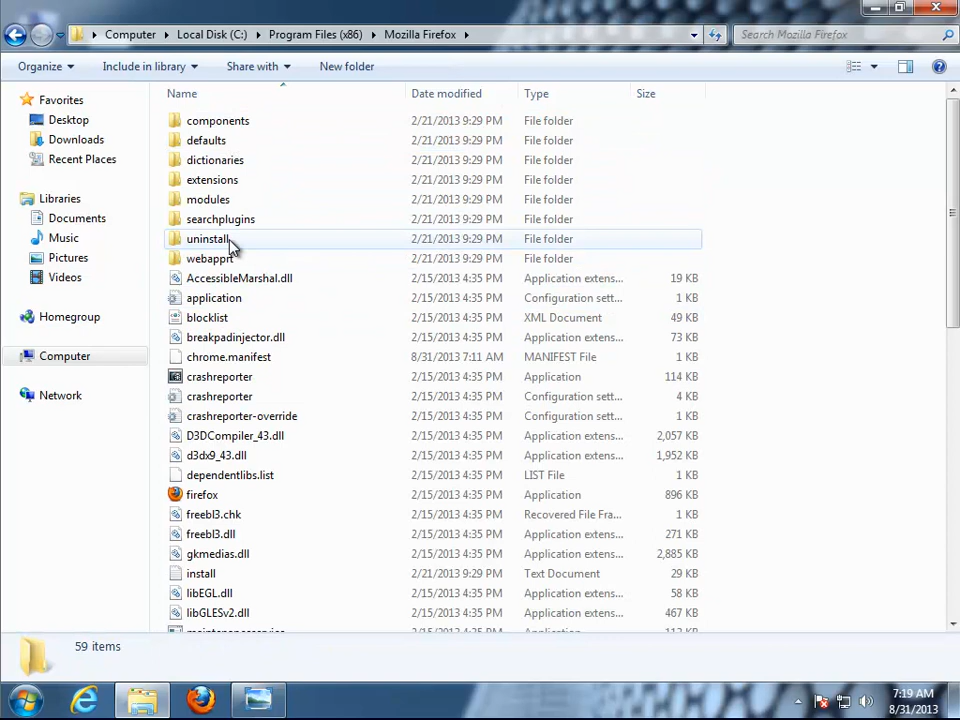 Computer ▸ Local Disk (C:) ▸ Program Files (x86) ▸ Mozilla Firefox ▸
Search Mozilla Firefox
Organize Include in library Share with New folder
Name Date modified Type Size
Favorites
Desktop
Downloads
Recent Places
Libraries
Documents
Music
Pictures
Videos
Homegroup
Computer
Network
components 2/21/2013 9:29 PM File folder
defaults 2/21/2013 9:29 PM File folder
dictionaries 2/21/2013 9:29 PM File folder
extensions 2/21/2013 9:29 PM File folder
modules 2/21/2013 9:29 PM File folder
searchplugins 2/21/2013 9:29 PM File folder
uninstall 2/21/2013 9:29 PM File folder
webapprt 2/21/2013 9:29 PM File folder
AccessibleMarshal.dll 2/15/2013 4:35 PM Application extens... 19 KB
application 2/15/2013 4:35 PM Configuration sett... 1 KB
blocklist 2/15/2013 4:35 PM XML Document 49 KB
breakpadinjector.dll 2/15/2013 4:35 PM Application extens... 73 KB
chrome.manifest 8/31/2013 7:11 AM MANIFEST File 1 KB
crashreporter 2/15/2013 4:35 PM Application 114 KB
crashreporter 2/15/2013 4:35 PM Configuration sett... 4 KB
crashreporter-override 2/15/2013 4:35 PM Configuration sett... 1 KB
D3DCompiler_43.dll 2/15/2013 4:35 PM Application extens... 2,057 KB
d3dx9_43.dll 2/15/2013 4:35 PM Application extens... 1,952 KB
dependentlibs.list 2/15/2013 4:35 PM LIST File 1 KB
firefox 2/15/2013 4:35 PM Application 896 KB
freebl3.chk 2/15/2013 4:35 PM Recovered File Fra... 1 KB
freebl3.dll 2/15/2013 4:35 PM Application extens... 271 KB
gkmedias.dll 2/15/2013 4:35 PM Application extens... 2,885 KB
install 2/21/2013 9:29 PM Text Document 29 KB
libEGL.dll 2/15/2013 4:35 PM Application extens... 58 KB
libGLESv2.dll 2/15/2013 4:35 PM Application extens... 467 KB
59 items
7:19 AM
8/31/2013